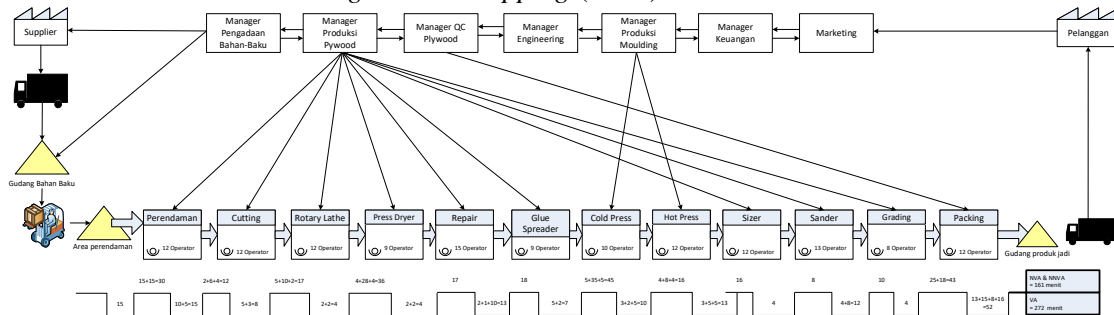 Supplier
Manager
Pengadaan
Bahan-Baku
Manager
Produksi
Pywood
Manager QC
Plywood
Manager
Engineering
Manager
Produksi
Moulding
Manager
Keuangan
Marketing
Pelanggan
Gudang Bahan Baku
Area perendaman
Perendaman
12 Operator
Cutting
12 Operator
Rotary Lathe
12 Operator
Press Dryer
9 Operator
Repair
15 Operator
Glue
Spreader
9 Operator
Cold Press
10 Operator
Hot Press
12 Operator
Sizer
12 Operator
Sander
13 Operator
Grading
8 Operator
Packing
12 Operator
Gudang produk jadi
15+15=30
2+6+4=12
5+10+2=17
4+28+4=36
17
18
5+35+5=45
4+8+4=16
16
8
10
25+18=43
15
10+5=15
5+3=8
2+2=4
2+2=4
2+1+10=13
5+2=7
3+2+5=10
3+5+5=13
4
4+8=12
4
13+15+8+16
=52
NVA & NNVA
= 161 menit
VA
= 272 menit